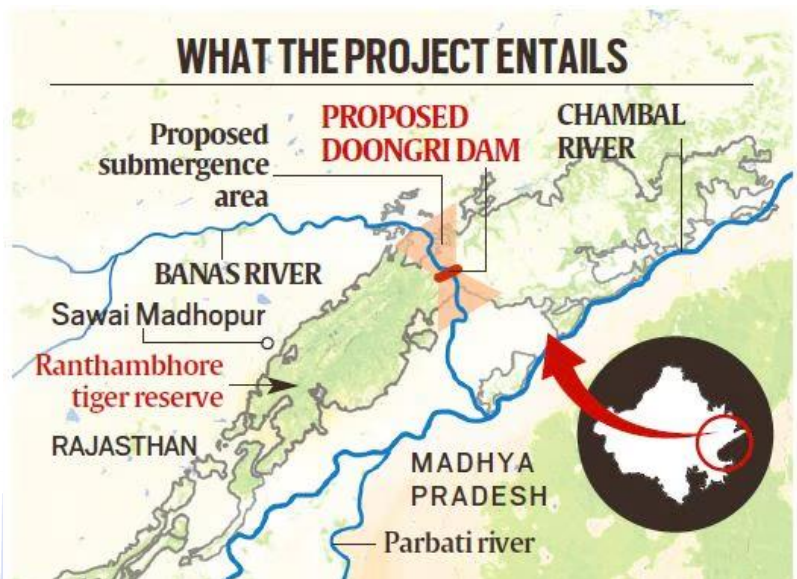 WHAT THE PROJECT ENTAILS
Proposed
submergence
area
PROPOSED
DOONGRI DAM
CHAMBAL
RIVER
BANAS RIVER
Sawai Madhopur
Ranthambhore
tiger reserve
RAJASTHAN
MADHYA
PRADESH
Parbati river